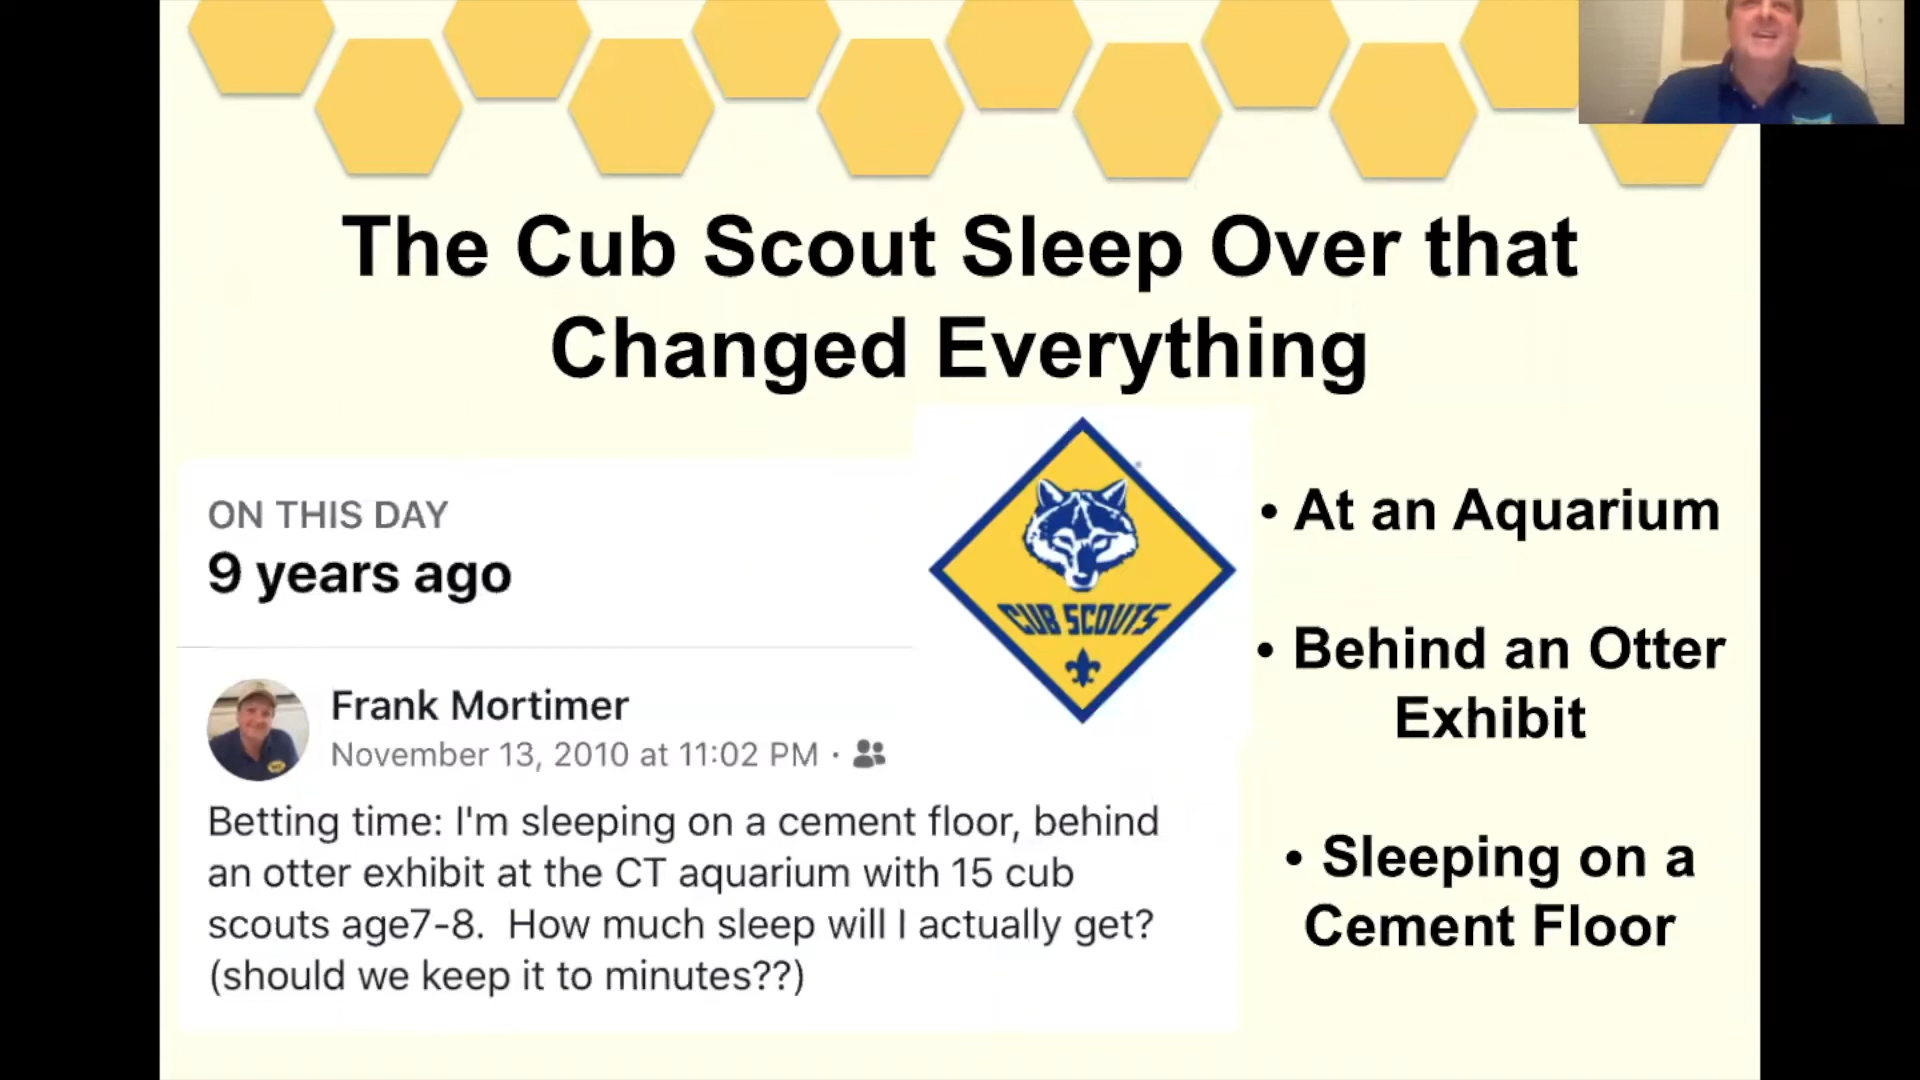 The Cub Scout Sleep Over that
Changed Everything
ON THIS DAY
9 years ago
Frank Mortimer
November 13, 2010 at 11:02 PM ·
Betting time: I'm sleeping on a cement floor, behind
an otter exhibit at the CT aquarium with 15 cub
scouts age7-8.  How much sleep will I actually get?
(should we keep it to minutes??)
CUB SCOUTS
• At an Aquarium
• Behind an Otter
Exhibit
• Sleeping on a
Cement Floor